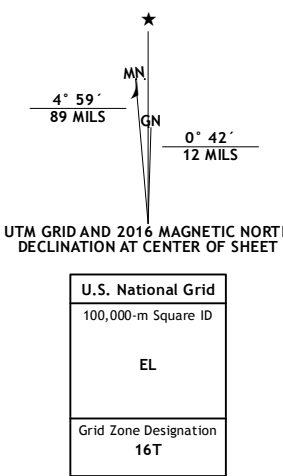 ★
MN
4° 59´
89 MILS
GN
0° 42´
12 MILS
UTM GRID AND 2016 MAGNETIC NORTH
DECLINATION AT CENTER OF SHEET
U.S. National Grid
100,000-m Square ID
EL
Grid Zone Designation
16T